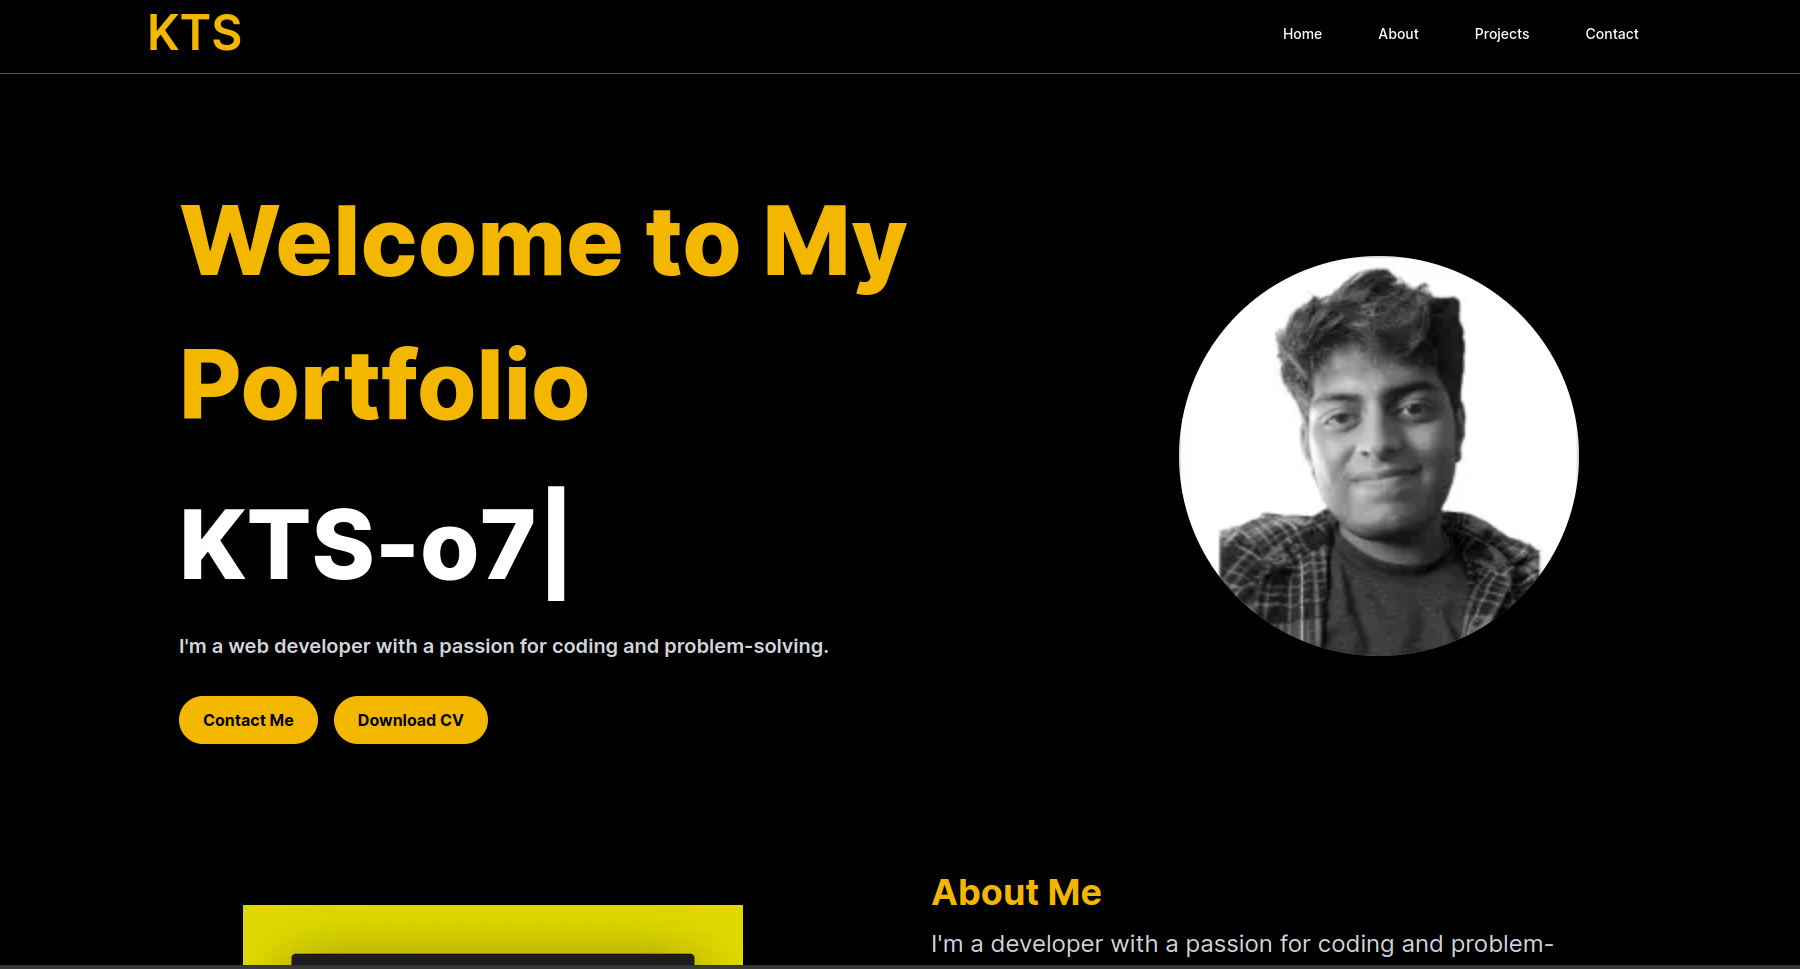 KTS
Home About Projects Contact
Welcome to My
Portfolio
KTS-o7|
I'm a web developer with a passion for coding and problem-solving.
Contact Me Download CV
About Me
I'm a developer with a passion for coding and problem-